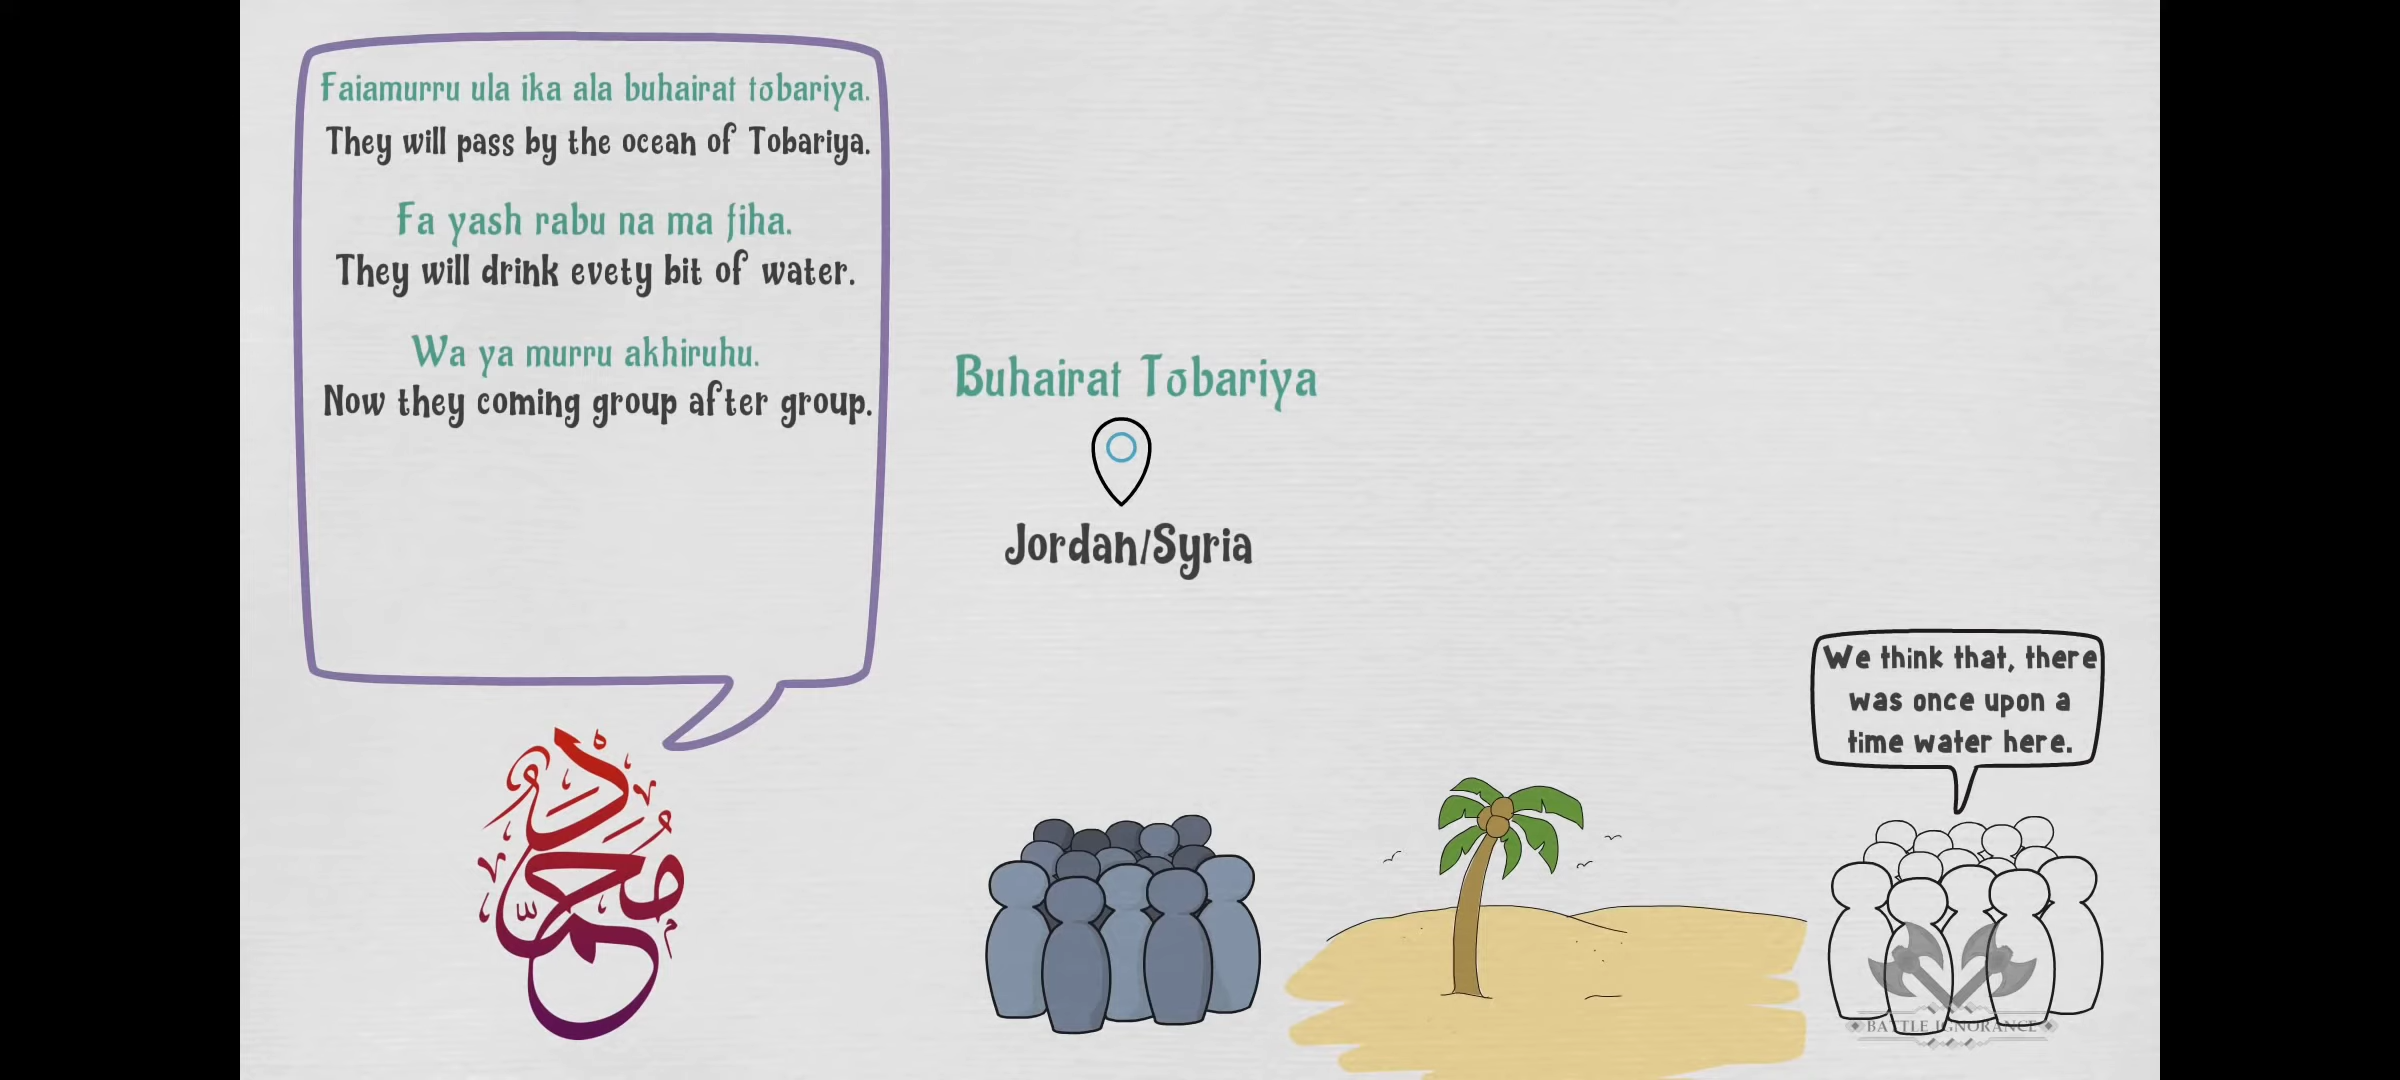 Faiamurru ula ika ala buhairat tobariya.
They will pass by the ocean of Tobariya.
Fa yash rabu na ma fiha.
They will drink evety bit of water.
Wa ya murru akhiruhu.
Now they coming group after group.
Buhairat Tobariya
Jordan/Syria
We think that, there
was once upon a
time water here.
مُحَمَّد
BATTLE IGNORANCE